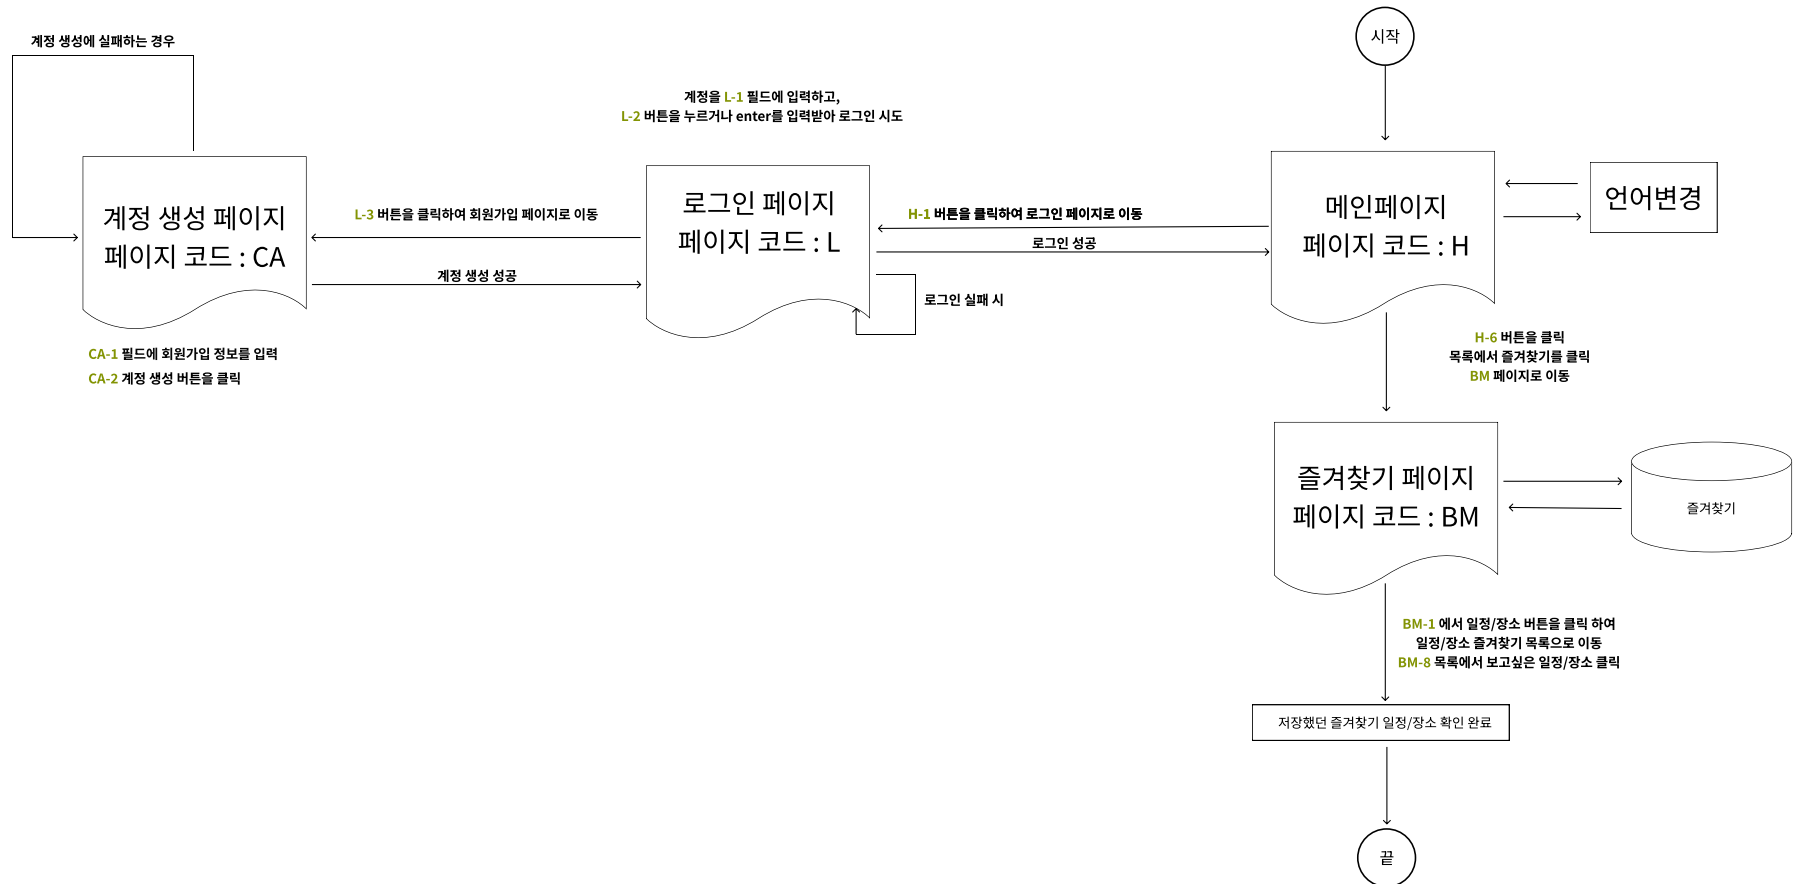 시작
계정 생성에 실패하는 경우
계정을 L-1 필드에 입력하고,
L-2 버튼을 누르거나 enter를 입력받아 로그인 시도
계정 생성 페이지
페이지 코드 : CA
L-3 버튼을 클릭하여 회원가입 페이지로 이동
계정 생성 성공
로그인 페이지
페이지 코드 : L
H-1 버튼을 클릭하여 로그인 페이지로 이동
로그인 성공
로그인 실패 시
메인페이지
페이지 코드 : H
언어변경
CA-1 필드에 회원가입 정보를 입력
CA-2 계정 생성 버튼을 클릭
H-6 버튼을 클릭
목록에서 즐겨찾기를 클릭
BM 페이지로 이동
즐겨찾기 페이지
페이지 코드 : BM
즐겨찾기
BM-1 에서 일정/장소 버튼을 클릭 하여
일정/장소 즐겨찾기 목록으로 이동
BM-8 목록에서 보고싶은 일정/장소 클릭
저장했던 즐겨찾기 일정/장소 확인 완료
끝